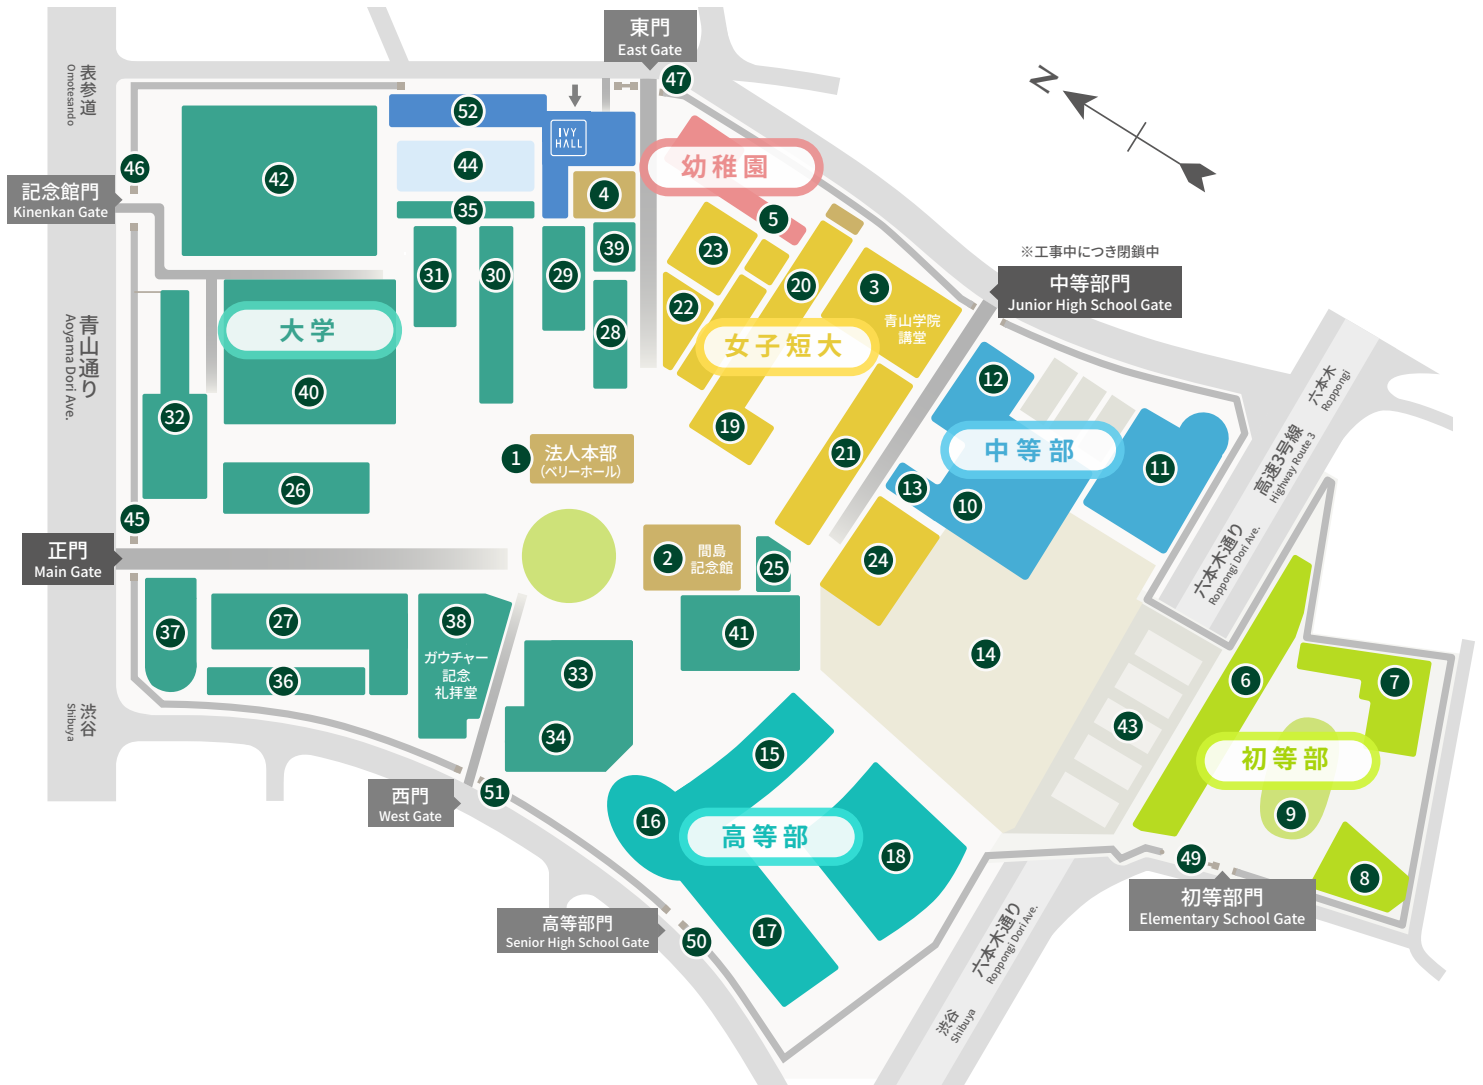 東門
East Gate
47
表参道
Omotesando
N
52
IVY
HALL
46
42
44
幼稚園
4
記念館門
Kinenkan Gate
35
5
23
39
※工事中につき閉鎖中
31
30
29
20
3
中等部門
Junior High School Gate
22
青山学院
講堂
青山通り
Aoyama Dori Ave.
大学
28
女子短大
12
六本木
Roppongi
40
32
19
中等部
1
法人本部
(ベリーホール)
21
11
高速3号線
Highway Route 3
26
13
10
45
正門
Main Gate
2
間島
記念館
25
24
六本木通り
Roppongi Dori Ave.
37
27
38
ガウチャー
記念
礼拝堂
41
14
36
33
6
7
渋谷
Shibuya
34
15
43
初等部
西門
West Gate
51
16
高等部
18
9
49
8
初等部門
Elementary School Gate
高等部門
Senior High School Gate
50
17
六本木通り
Roppongi Dori Ave.
渋谷
Shibuya